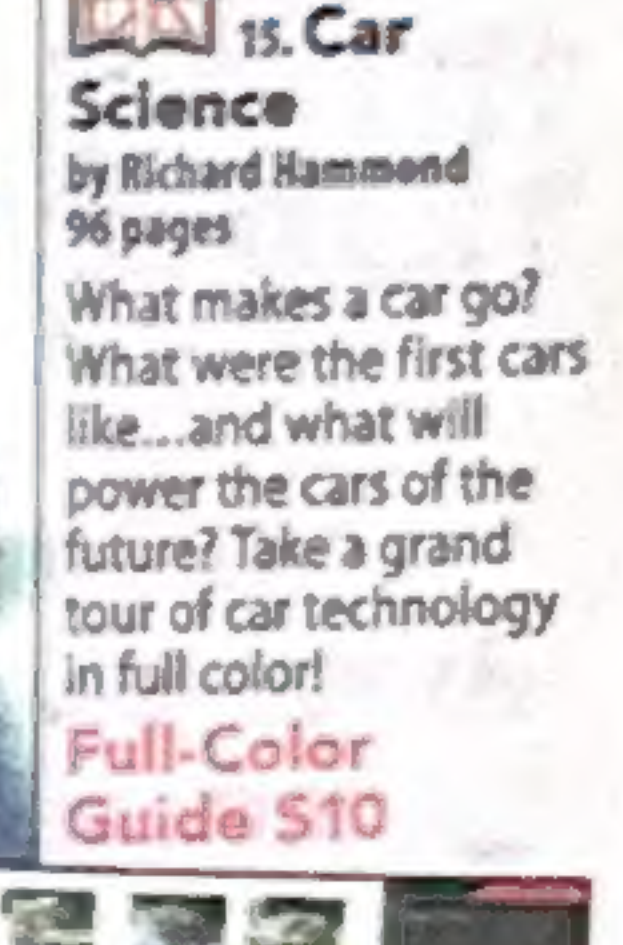 DK 15. Car
Science
by Richard Hammond
96 pages
What makes a car go?
What were the first cars
like...and what will
power the cars of the
future? Take a grand
tour of car technology
in full color!
Full-Color
Guide $10